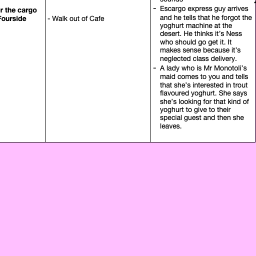 r the cargo
Fourside
- Walk out of Cafe
- Escargo express guy arrives
and he tells that he forgot the
yoghurt machine at the
desert. He thinks it's Ness
who should go get it. It
makes sense because it's
neglected class delivery.
- A lady who is Mr Monotoli's
maid comes to you and tells
that she's interested in trout
flavoured yoghurt. She says
she's looking for that kind of
yoghurt to give to their
special guest and then she
leaves.